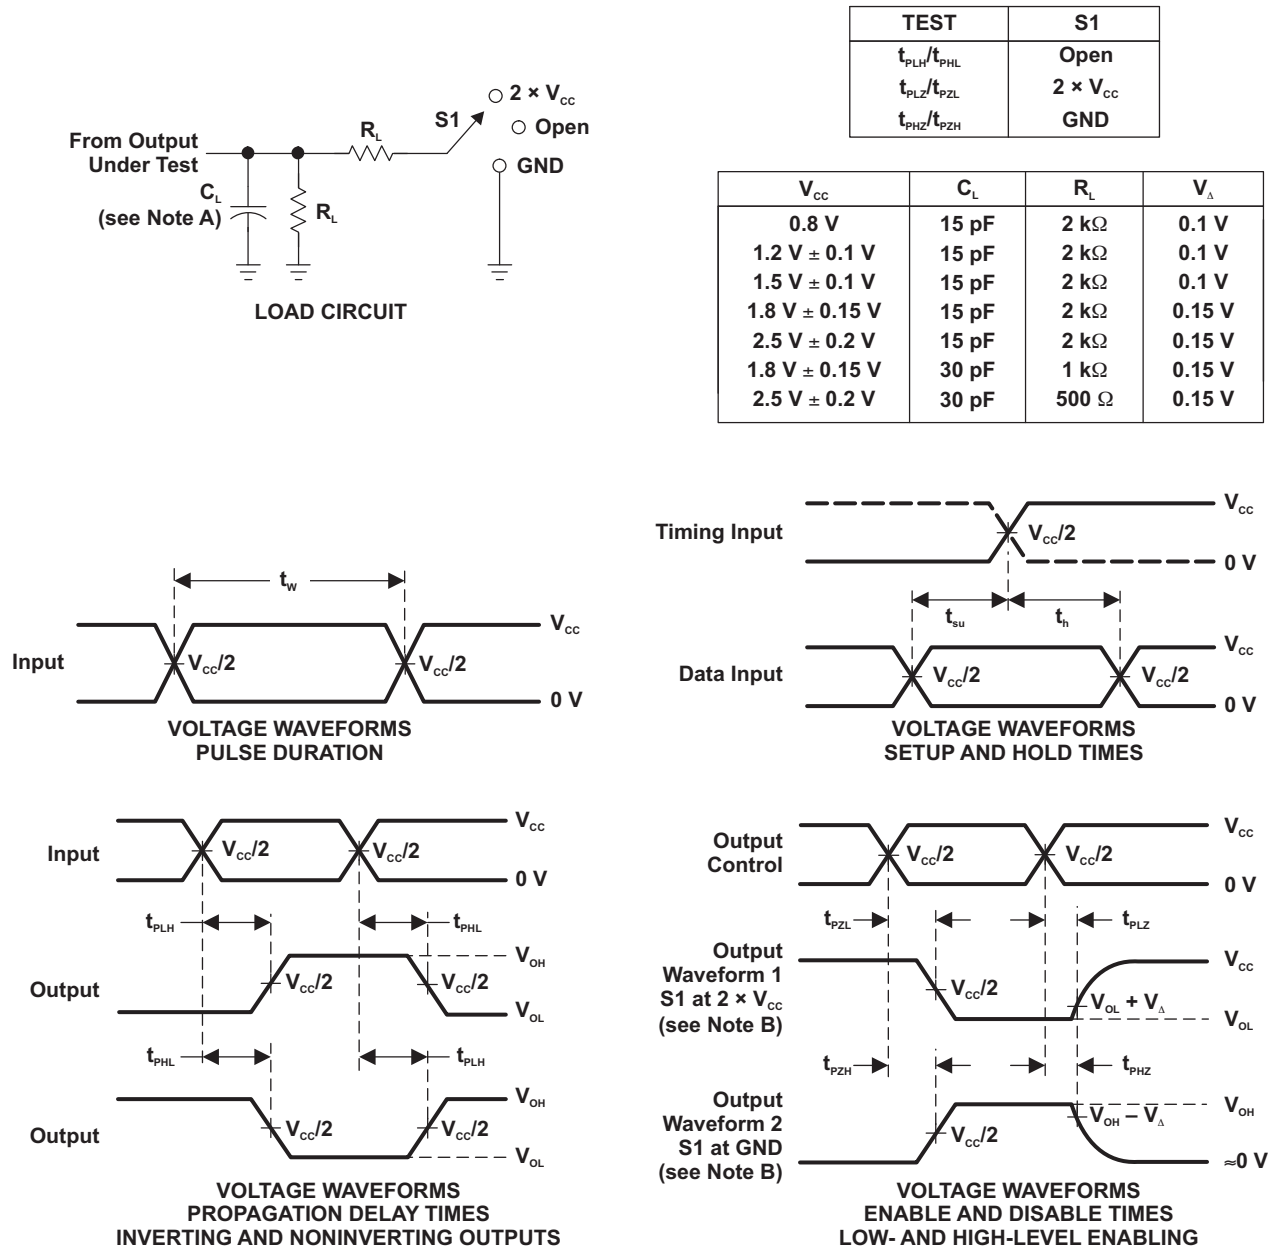 TEST S1
tPLH/tPHL Open
tPLZ/tPZL 2 × VCC
tPHZ/tPZH GND
2 × VCC
S1
Open
RL
From Output
Under Test
GND
CL
(see Note A)
RL
LOAD CIRCUIT
VCC CL RL VΔ
0.8 V 15 pF 2 kΩ 0.1 V
1.2 V ± 0.1 V 15 pF 2 kΩ 0.1 V
1.5 V ± 0.1 V 15 pF 2 kΩ 0.1 V
1.8 V ± 0.15 V 15 pF 2 kΩ 0.15 V
2.5 V ± 0.2 V 15 pF 2 kΩ 0.15 V
1.8 V ± 0.15 V 30 pF 1 kΩ 0.15 V
2.5 V ± 0.2 V 30 pF 500 Ω 0.15 V
tW
VCC
Input
VCC/2
VCC/2
0 V
VOLTAGE WAVEFORMS
PULSE DURATION
VCC
Timing Input
VCC/2
0 V
tsu
th
VCC
Data Input
VCC/2
VCC/2
0 V
VOLTAGE WAVEFORMS
SETUP AND HOLD TIMES
VCC
Input
VCC/2
VCC/2
0 V
tPLH
tPHL
VOH
Output
VCC/2
VCC/2
VOL
tPHL
tPLH
VOH
Output
VCC/2
VCC/2
VOL
VOLTAGE WAVEFORMS
PROPAGATION DELAY TIMES
INVERTING AND NONINVERTING OUTPUTS
VCC
Output
Control
VCC/2
VCC/2
0 V
tPZL
tPLZ
Output
Waveform 1
S1 at 2 × VCC
(see Note B)
VCC
VCC/2
VOL + VΔ
VOL
tPZH
tPHZ
Output
Waveform 2
S1 at GND
(see Note B)
VOH
VOH – VΔ
VCC/2
≈0 V
VOLTAGE WAVEFORMS
ENABLE AND DISABLE TIMES
LOW- AND HIGH-LEVEL ENABLING